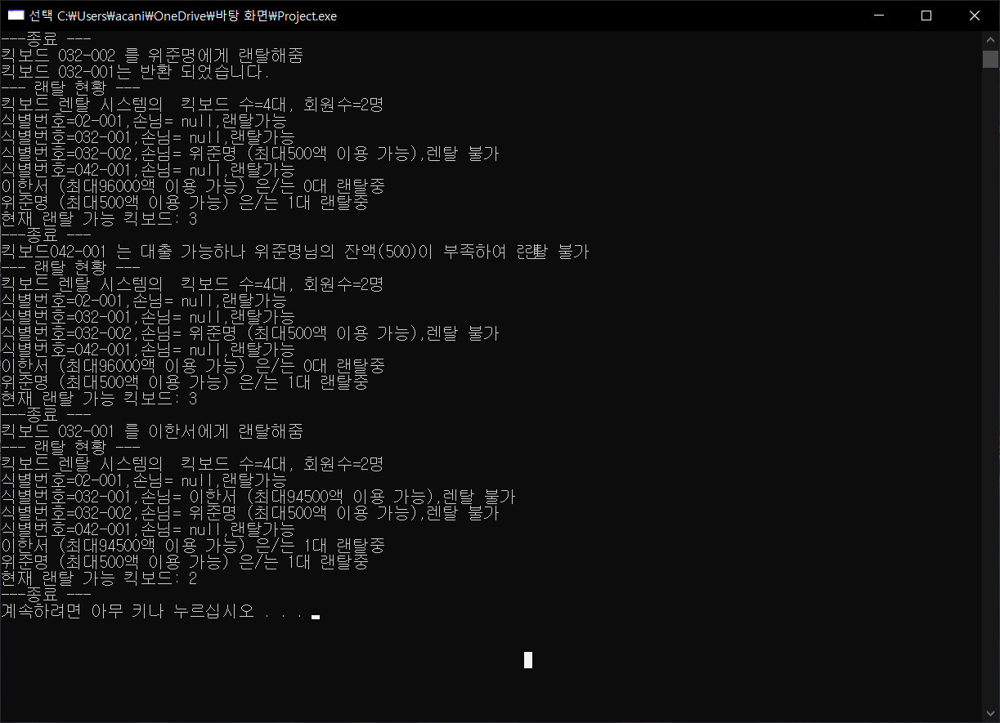 선택 C:₩Users₩acani₩OneDrive₩바탕 화면₩Project.exe
---종료 ---
킥보드 032-002 를 위준명에게 랜탈해줌
킥보드 032-001는 반환 되었습니다.
--- 랜탈 현황 ---
킥보드 렌탈 시스템의  킥보드 수=4대, 회원수=2명
식별번호=02-001,손님= null,랜탈가능
식별번호=032-001,손님= null,랜탈가능
식별번호=032-002,손님= 위준명 (최대500액 이용 가능),렌탈 불가
식별번호=042-001,손님= null,랜탈가능
이한서 (최대96000액 이용 가능) 은/는 0대 랜탈중
위준명 (최대500액 이용 가능) 은/는 1대 랜탈중
현재 랜탈 가능 킥보드: 3
---종료 ---
킥보드042-001 는 대출 가능하나 위준명님의 잔액(500)이 부족하여 불가
--- 랜탈 현황 ---
킥보드 렌탈 시스템의  킥보드 수=4대, 회원수=2명
식별번호=02-001,손님= null,랜탈가능
식별번호=032-001,손님= null,랜탈가능
식별번호=032-002,손님= 위준명 (최대500액 이용 가능),렌탈 불가
식별번호=042-001,손님= null,랜탈가능
이한서 (최대96000액 이용 가능) 은/는 0대 랜탈중
위준명 (최대500액 이용 가능) 은/는 1대 랜탈중
현재 랜탈 가능 킥보드: 3
---종료 ---
킥보드 032-001 를 이한서에게 랜탈해줌
--- 랜탈 현황 ---
킥보드 렌탈 시스템의  킥보드 수=4대, 회원수=2명
식별번호=02-001,손님= null,랜탈가능
식별번호=032-001,손님= 이한서 (최대94500액 이용 가능),렌탈 불가
식별번호=032-002,손님= 위준명 (최대500액 이용 가능),렌탈 불가
식별번호=042-001,손님= null,랜탈가능
이한서 (최대94500액 이용 가능) 은/는 1대 랜탈중
위준명 (최대500액 이용 가능) 은/는 1대 랜탈중
현재 랜탈 가능 킥보드: 2
---종료 ---
계속하려면 아무 키나 누르십시오 . . .